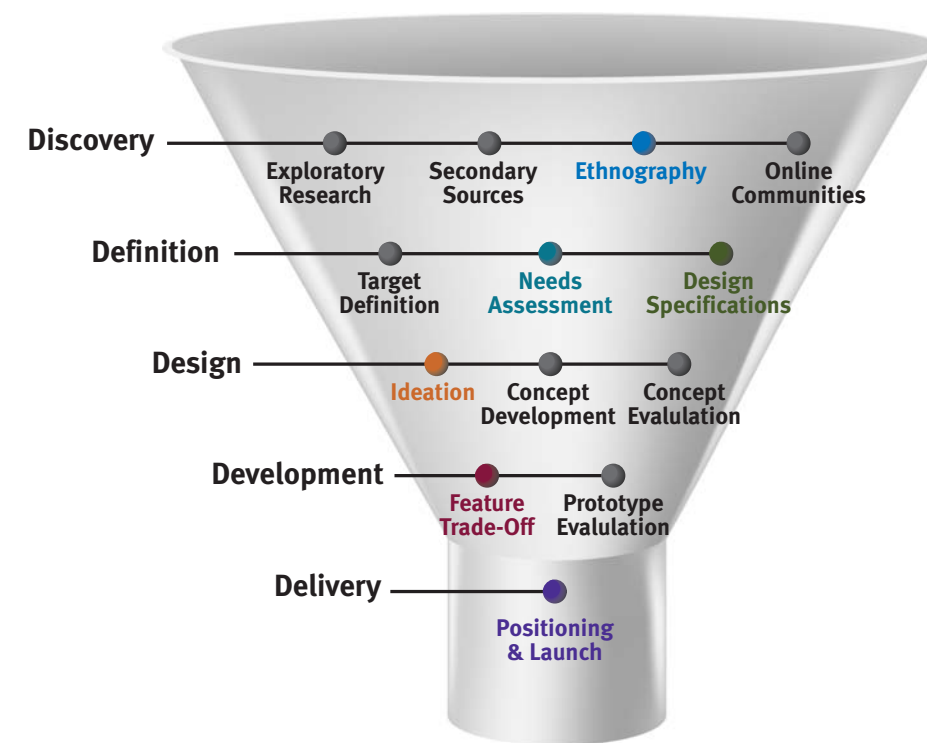 Discovery
Exploratory
Research
Secondary
Sources
Ethnography
Online
Communities
Definition
Target
Definition
Needs
Assessment
Design
Specifications
Design
Ideation
Concept
Development
Concept
Evalulation
Development
Feature
Trade-Off
Prototype
Evalulation
Delivery
Positioning
& Launch